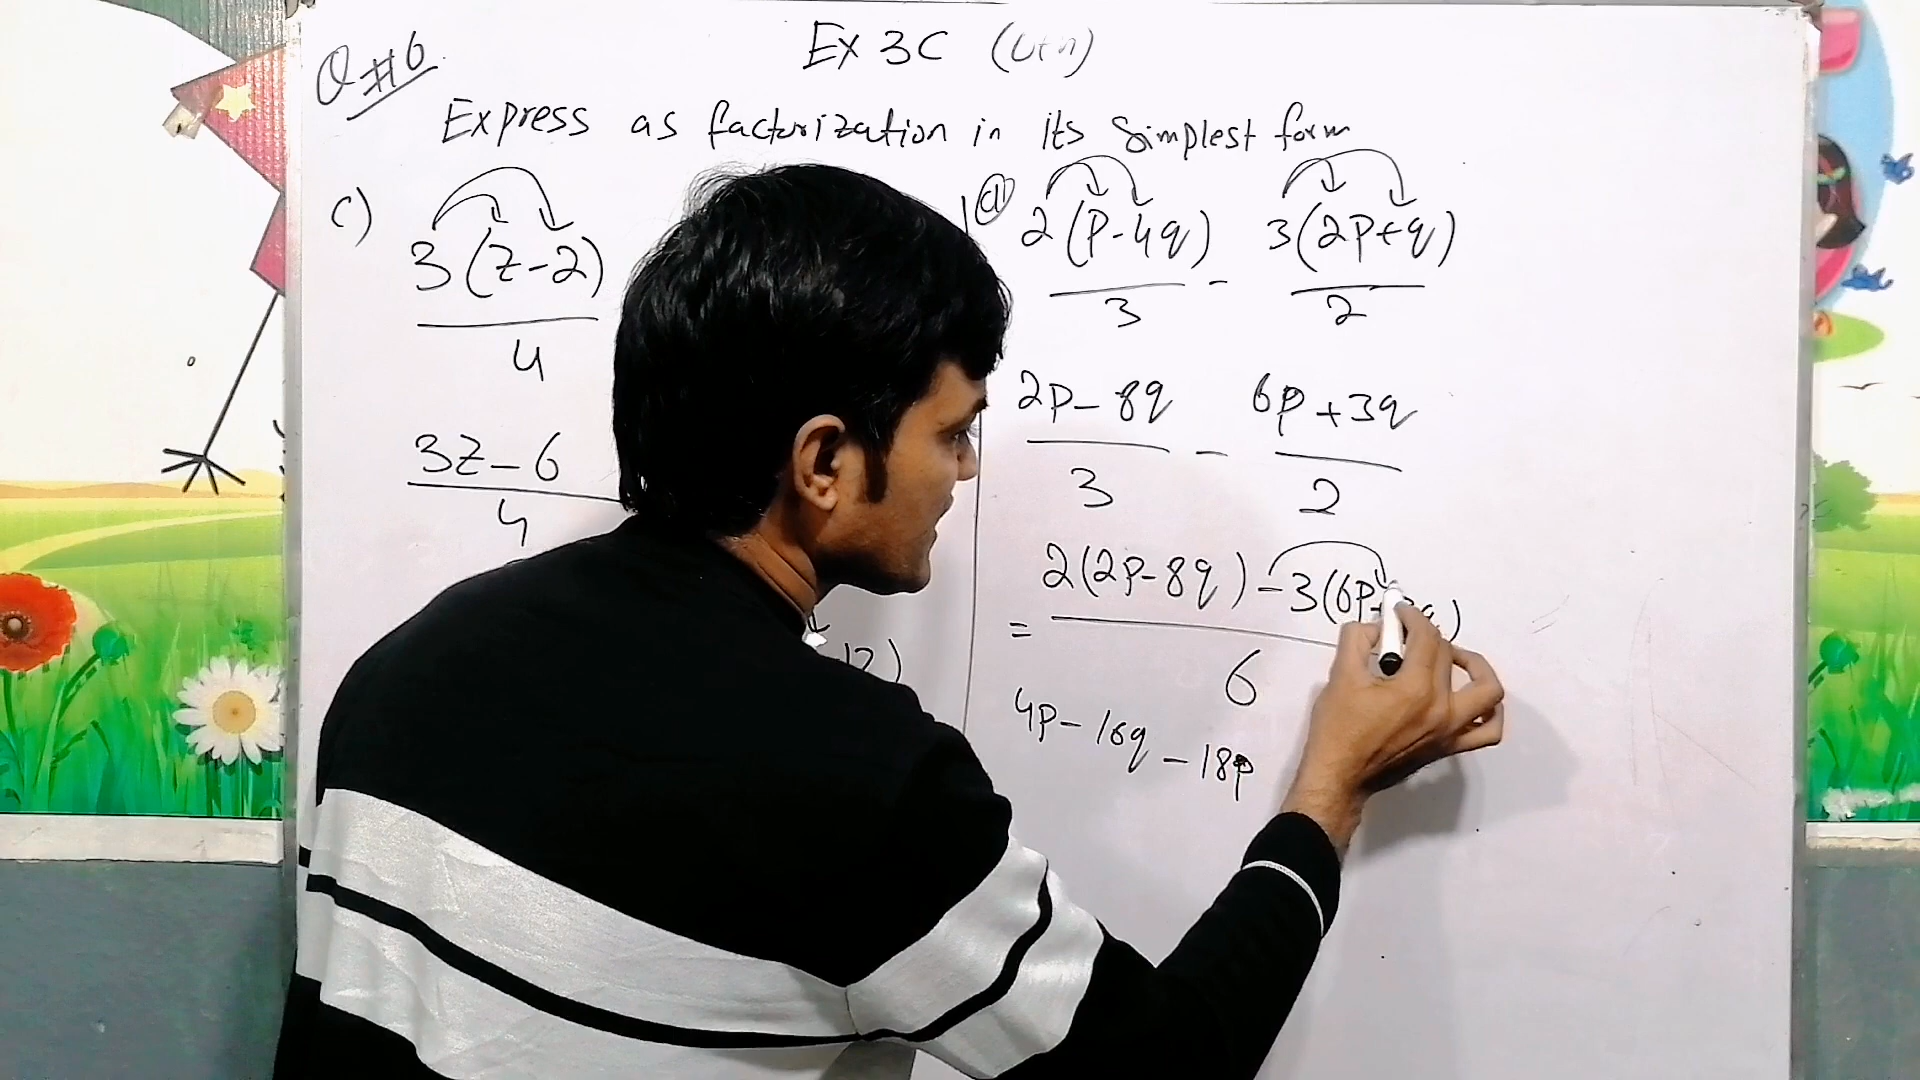 Ex 3C (6th)
Q #6
Express as factorization in its simplest form
c)
3(z-2)
4
3z-6
4
12)
d)
2(p-4q) - 3(2p+q)
3 2
2p-8q - 6p+3q
3 2
= 2(2p-8q) -3(6p+3q)
6
4p-16q -18p